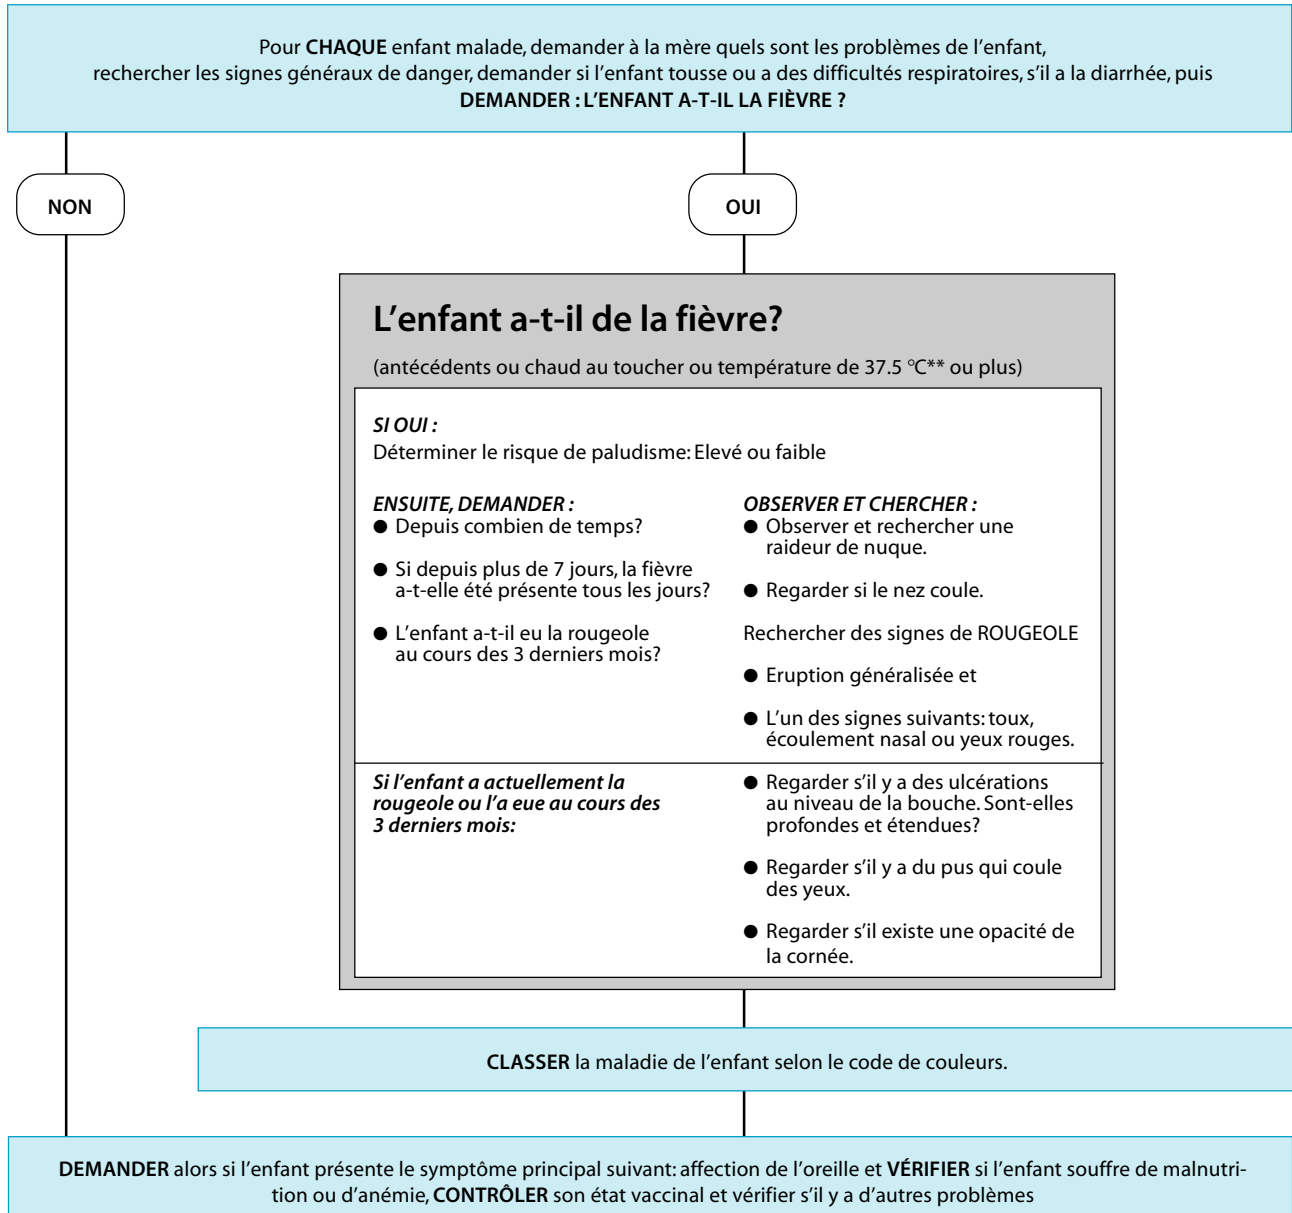 Pour CHAQUE enfant malade, demander à la mère quels sont les problèmes de l'enfant,
rechercher les signes généraux de danger, demander si l'enfant tousse ou a des difficultés respiratoires, s'il a la diarrhée, puis
DEMANDER : L'ENFANT A-T-IL LA FIÈVRE ?
NON
OUI
L'enfant a-t-il de la fièvre?
(antécédents ou chaud au toucher ou température de 37.5 °C** ou plus)
SI OUI :
Déterminer le risque de paludisme: Elevé ou faible
ENSUITE, DEMANDER :
● Depuis combien de temps?
● Si depuis plus de 7 jours, la fièvre
a-t-elle été présente tous les jours?
● L'enfant a-t-il eu la rougeole
au cours des 3 derniers mois?
OBSERVER ET CHERCHER :
● Observer et rechercher une
raideur de nuque.
● Regarder si le nez coule.
Rechercher des signes de ROUGEOLE
● Eruption généralisée et
● L'un des signes suivants: toux,
écoulement nasal ou yeux rouges.
Si l'enfant a actuellement la
rougeole ou l'a eue au cours des
3 derniers mois:
● Regarder s'il y a des ulcérations
au niveau de la bouche. Sont-elles
profondes et étendues?
● Regarder s'il y a du pus qui coule
des yeux.
● Regarder s'il existe une opacité de
la cornée.
CLASSER la maladie de l'enfant selon le code de couleurs.
DEMANDER alors si l'enfant présente le symptôme principal suivant: affection de l'oreille et VÉRIFIER si l'enfant souffre de malnutri-
tion ou d'anémie, CONTRÔLER son état vaccinal et vérifier s'il y a d'autres problèmes